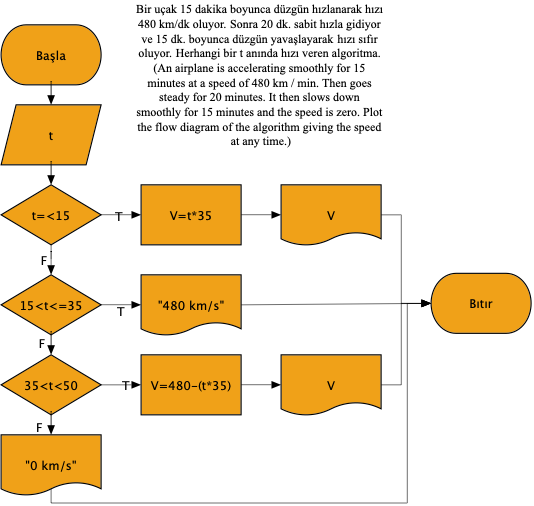 Bir uçak 15 dakika boyunca düzgün hızlanarak hızı
480 km/dk oluyor. Sonra 20 dk. sabit hızla gidiyor
ve 15 dk. boyunca düzgün yavaşlayarak hızı sıfır
oluyor. Herhangi bir t anında hızı veren algoritma.
(An airplane is accelerating smoothly for 15
minutes at a speed of 480 km / min. Then goes
steady for 20 minutes. It then slows down
smoothly for 15 minutes and the speed is zero. Plot
the flow diagram of the algorithm giving the speed
at any time.)
Başla
t
t=<15
T
V=t*35
V
F
15<t<=35
T
"480 km/s"
Bıtır
F
35<t<50
T
V=480-(t*35)
V
F
"0 km/s"